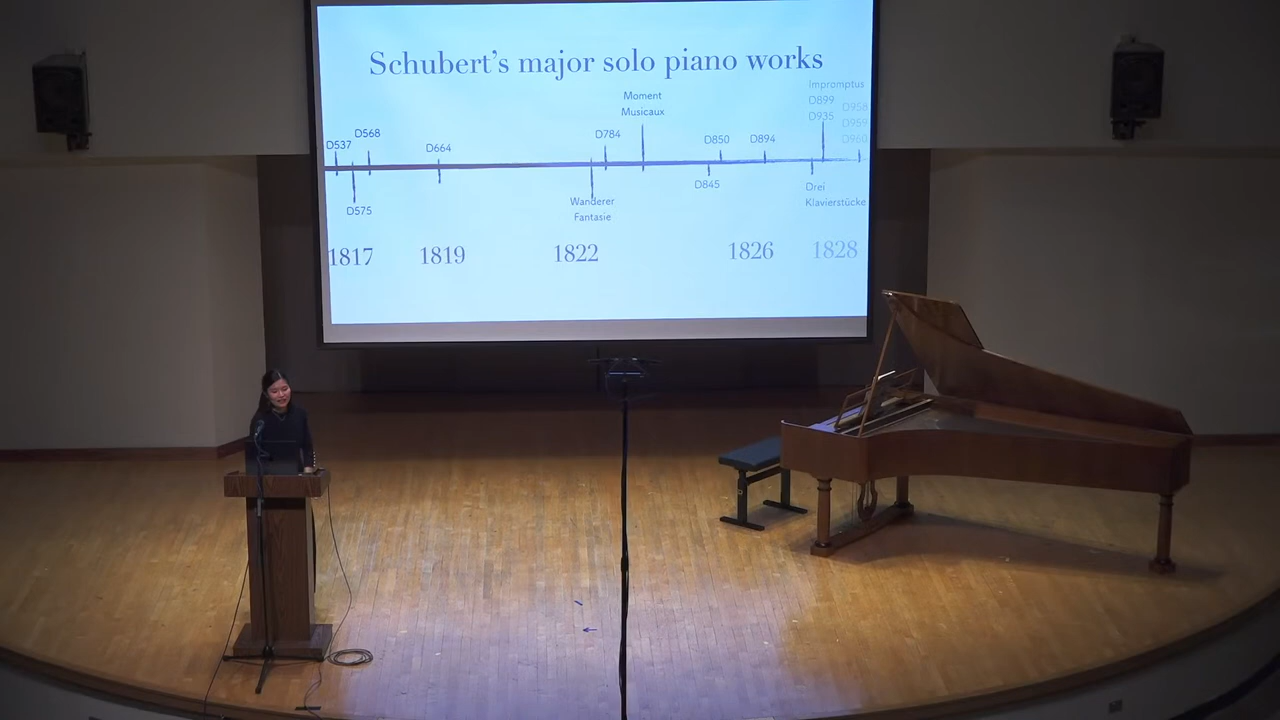 Schubert's major solo piano works
Moment
Musicaux
Impromptus
D899
D935
D958
D959
D960
D537
D568
D664
D784
D850
D894
D575
Wanderer
Fantasie
D845
Drei
Klavierstücke
1817
1819
1822
1826
1828